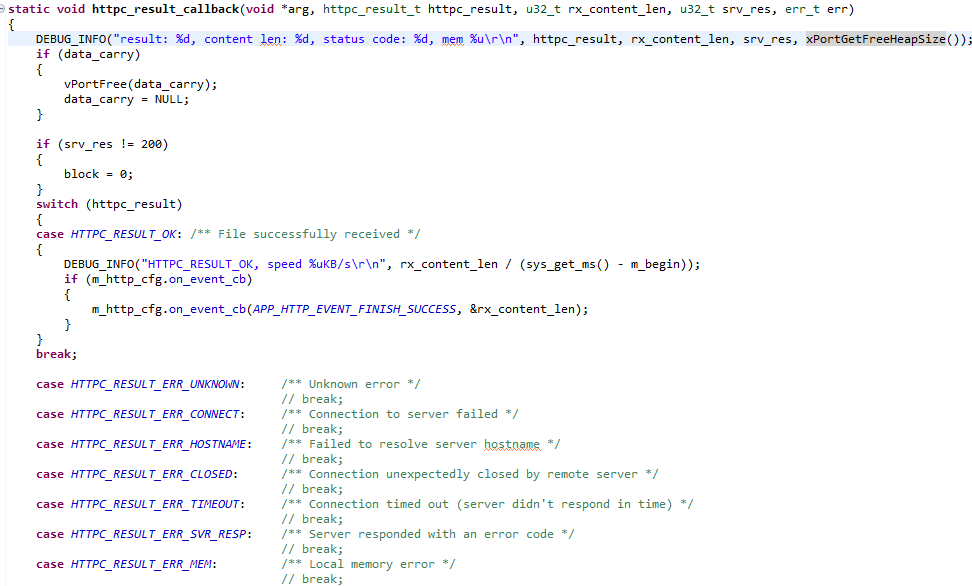 static void httpc_result_callback(void *arg, httpc_result_t httpc_result, u32_t rx_content_len, u32_t srv_res, err_t err)
{
    DEBUG_INFO("result: %d, content len: %d, status code: %d, mem %u\r\n", httpc_result, rx_content_len, srv_res, xPortGetFreeHeapSize());
    if (data_carry)
    {
        vPortFree(data_carry);
        data_carry = NULL;
    }

    if (srv_res != 200)
    {
        block = 0;
    }
    switch (httpc_result)
    {
    case HTTPC_RESULT_OK: /** File successfully received */
    {
        DEBUG_INFO("HTTPC_RESULT_OK, speed %uKB/s\r\n", rx_content_len / (sys_get_ms() - m_begin));
        if (m_http_cfg.on_event_cb)
        {
            m_http_cfg.on_event_cb(APP_HTTP_EVENT_FINISH_SUCCESS, &rx_content_len);
        }
    }
    break;

    case HTTPC_RESULT_ERR_UNKNOWN:     /** Unknown error */
                                       // break;
    case HTTPC_RESULT_ERR_CONNECT:     /** Connection to server failed */
                                       // break;
    case HTTPC_RESULT_ERR_HOSTNAME:    /** Failed to resolve server hostname */
                                       // break;
    case HTTPC_RESULT_ERR_CLOSED:      /** Connection unexpectedly closed by remote server */
                                       // break;
    case HTTPC_RESULT_ERR_TIMEOUT:     /** Connection timed out (server didn't respond in time) */
                                       // break;
    case HTTPC_RESULT_ERR_SVR_RESP:    /** Server responded with an error code */
                                       // break;
    case HTTPC_RESULT_ERR_MEM:         /** Local memory error */
                                       // break;